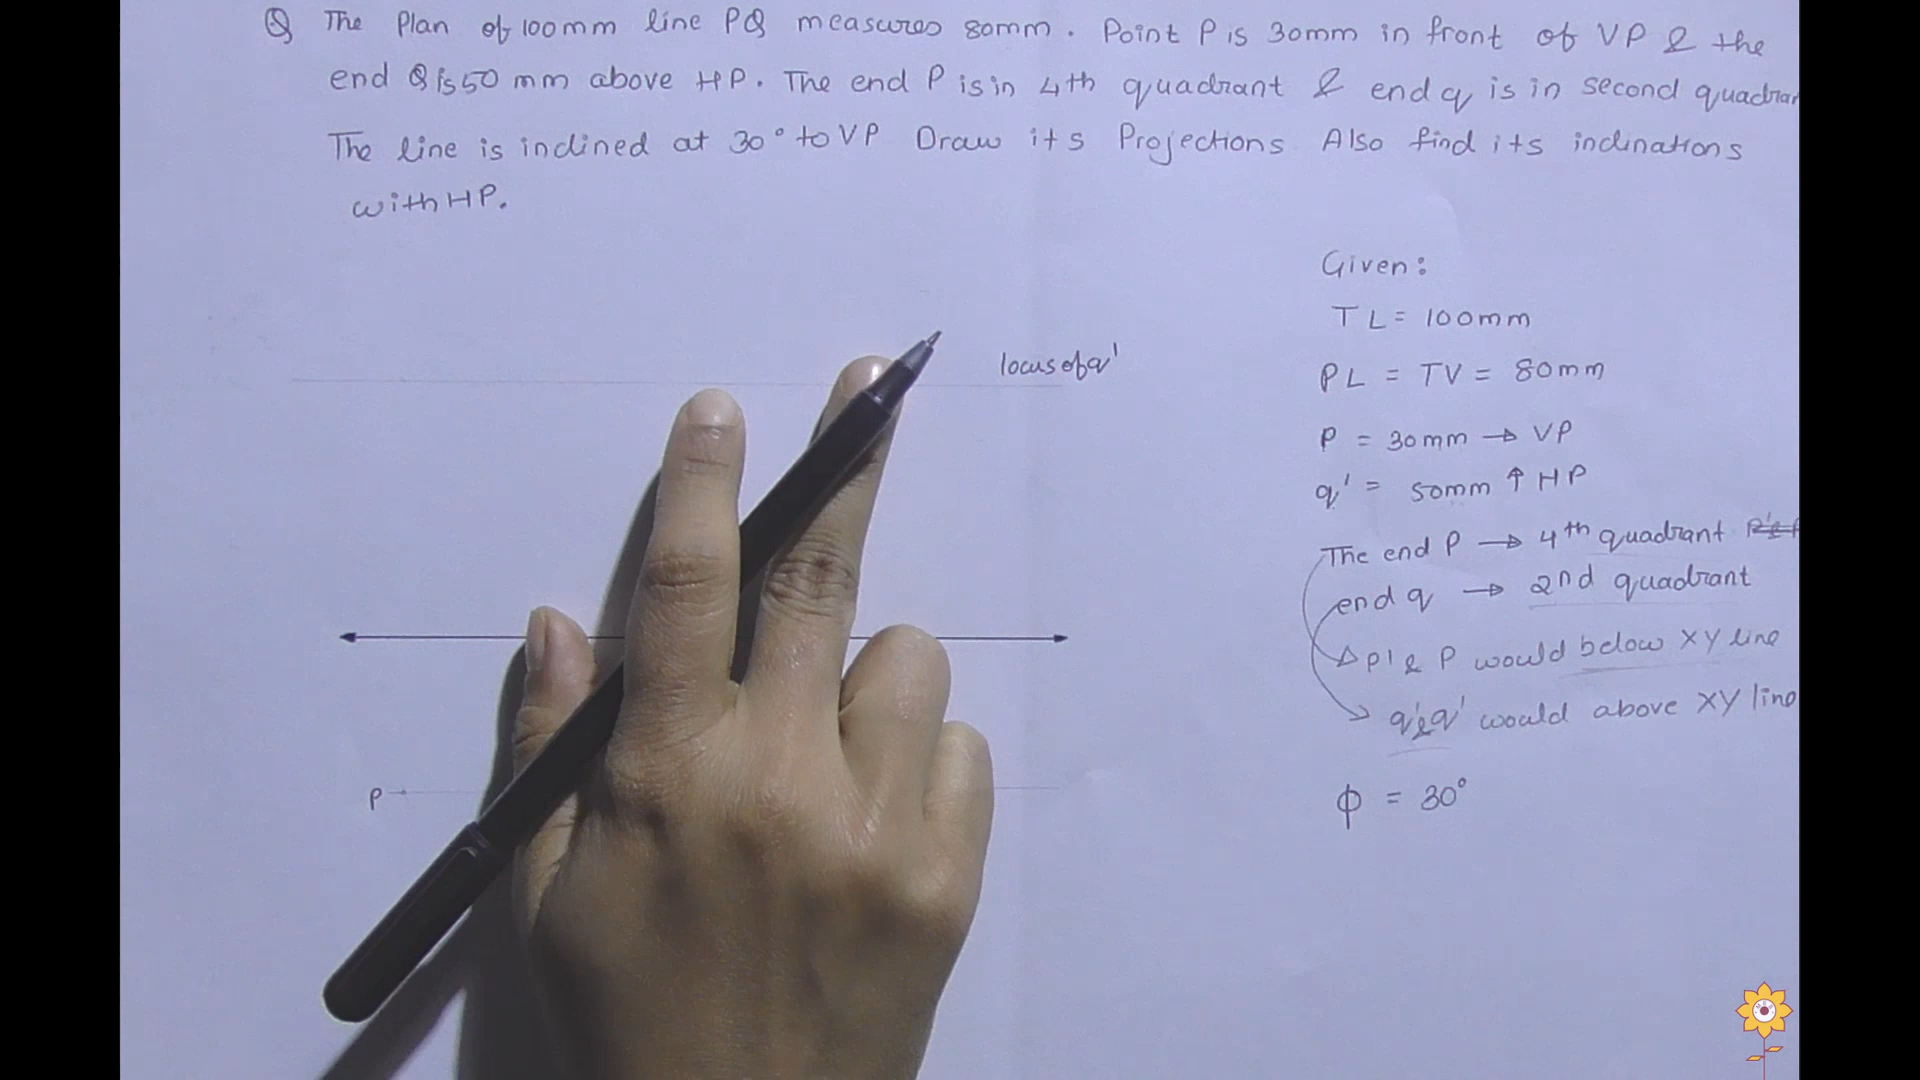 Q The Plan of 100mm line PQ measures 80mm. Point P is 30mm in front of VP & the
end Q is 50 mm above HP. The end P is in 4th quadrant & end q is in second quadran
The line is inclined at 30° to VP Draw its Projections Also find its inclinations
with HP.
Given:
TL = 100mm
locus of q'
PL = TV = 80mm
P = 30mm → VP
q' = 50mm ↑ HP
The end P → 4th quadrant
end q → 2nd quadrant
P' & P would below XY line
q' & q' would above XY line
P
ϕ = 30°